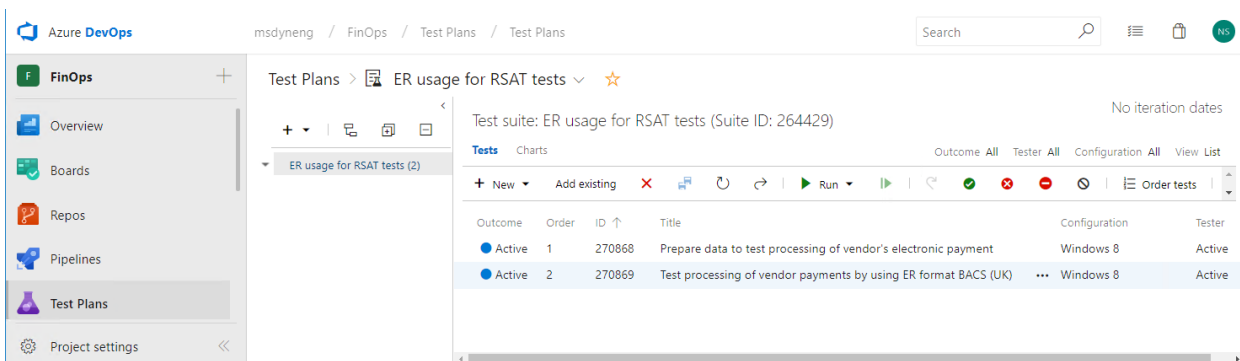 Azure DevOps
msdyneng / FinOps / Test Plans / Test Plans
Search
NS
F FinOps
Test Plans > ER usage for RSAT tests
Overview
Boards
Repos
Pipelines
Test Plans
Project settings
ER usage for RSAT tests (2)
No iteration dates
Test suite: ER usage for RSAT tests (Suite ID: 264429)
Tests Charts
Outcome All Tester All Configuration All View List
New Add existing Run Order tests
Outcome Order ID Title Configuration Tester
Active 1 270868 Prepare data to test processing of vendor's electronic payment Windows 8 Active
Active 2 270869 Test processing of vendor payments by using ER format BACS (UK) ... Windows 8 Active